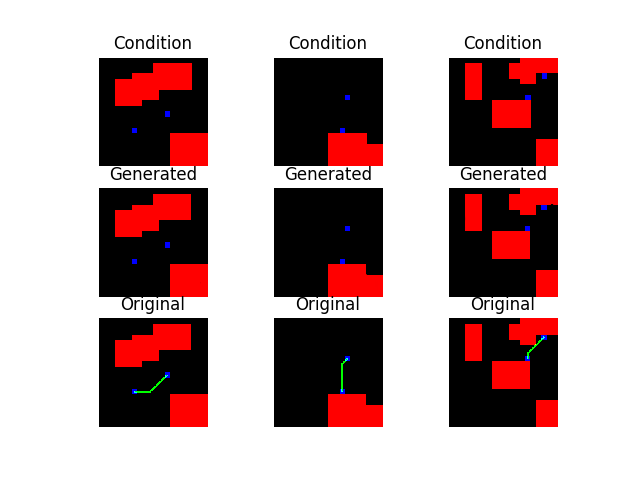 Condition Condition Condition
Generated Generated Generated
Original Original Original